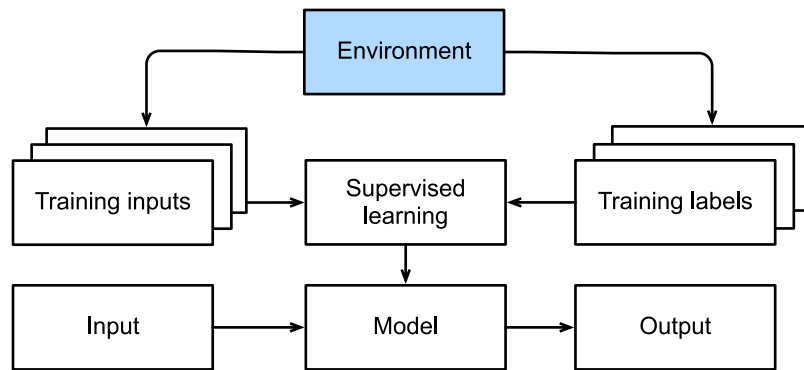 Environment
Training inputs
Supervised
learning
Training labels
Input
Model
Output